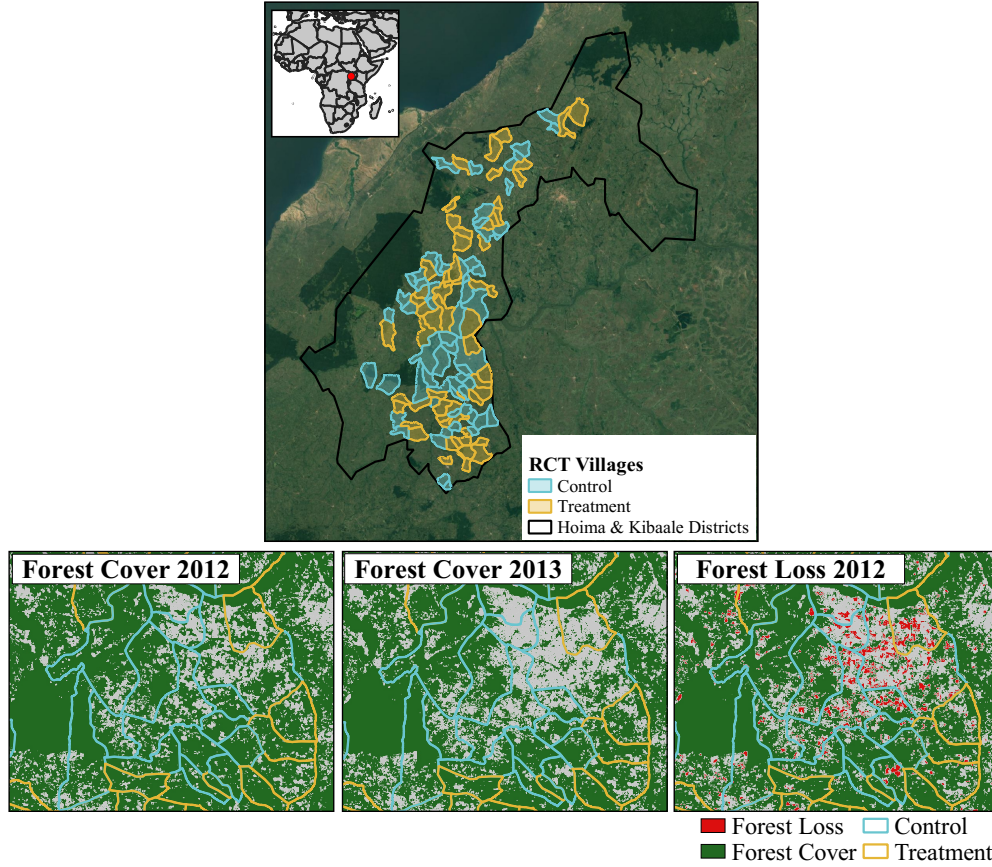 RCT Villages
Control
Treatment
Hoima & Kibaale Districts
Forest Cover 2012
Forest Cover 2013
Forest Loss 2012
Forest Loss
Control
Forest Cover
Treatment